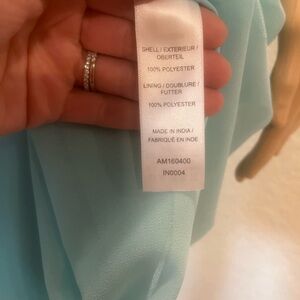 SHELL / EXTERIEUR /
OBERTEIL
100% POLYESTER
LINING / DOUBLURE /
FUTTER
100% POLYESTER
MADE IN INDIA /
FABRIQUÉ EN INDE
AM160400
IN0004